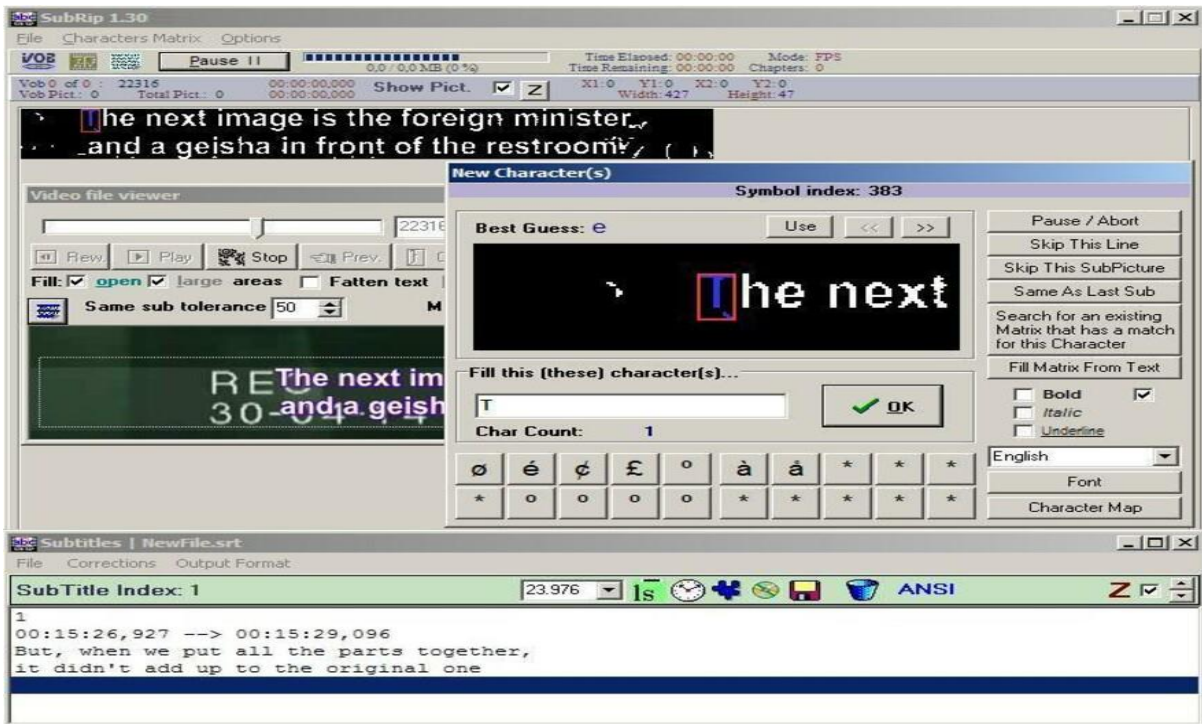 SubRip 1.30
File Characters Matrix Options
VOB Pause II 0,0 / 0,0 MB (0 %) Time Elapsed: 00:00:00 Mode: FPS
Time Remaining: 00:00:00 Chapters: 0
Vob 0 of 0 : 22316 00:00:00,000 Show Pict. Z X1:0 Y1:0 X2:0 Y2:0
Vob Pict.: 0 Total Pict.: 0 00:00:00,000 Width:427 Height:47
The next image is the foreign minister
and a geisha in front of the restroom
Video file viewer
22316
Rew. Play Stop Prev.
Fill: open large areas Fatten text
Same sub tolerance 50 M
The next im
and a geish
New Character(s)
Symbol index: 383
Best Guess: e Use << >>
The next
Fill this (these) character(s)...
T
OK
Char Count: 1
ø é ¢ £ º à å * * *
* º º º º * * * * *
Pause / Abort
Skip This Line
Skip This SubPicture
Same As Last Sub
Search for an existing
Matrix that has a match
for this Character
Fill Matrix From Text
Bold
Italic
Underline
English
Font
Character Map
Subtitles | NewFile.srt
File Corrections Output Format
SubTitle Index: 1 23.976 1s ANSI Z
1
00:15:26,927 --> 00:15:29,096
But, when we put all the parts together,
it didn't add up to the original one